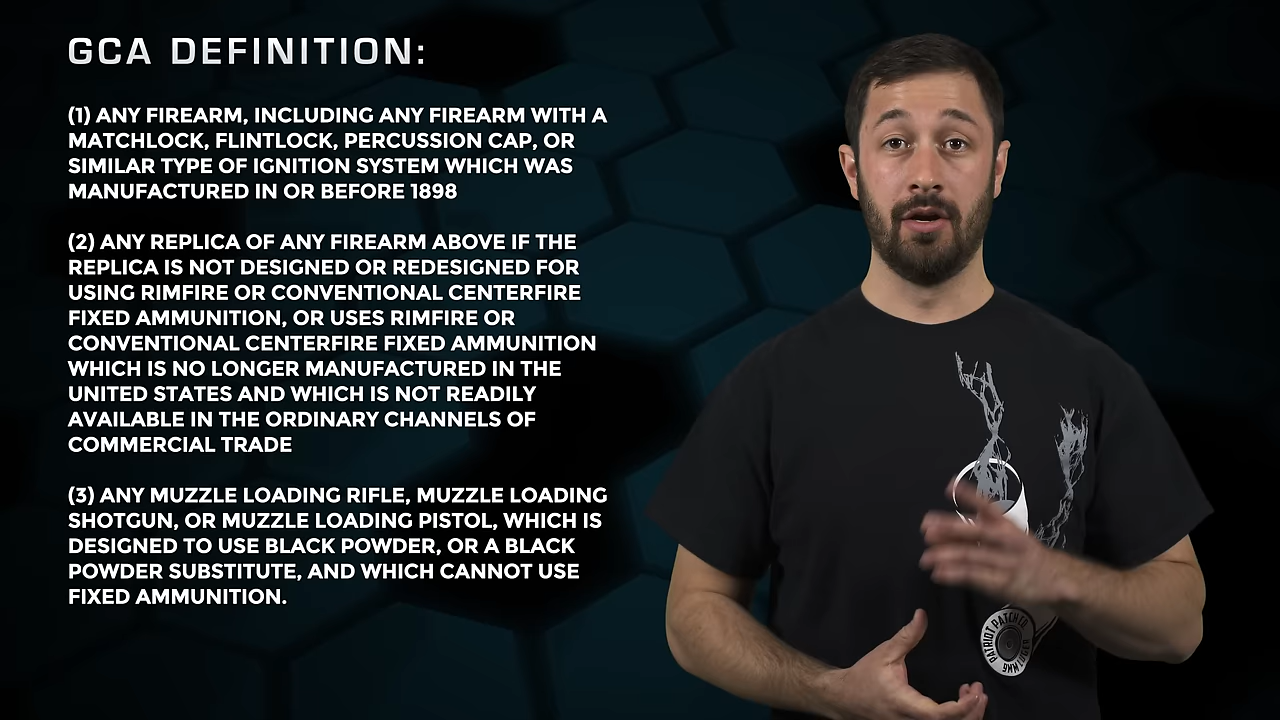 GCA DEFINITION:
(1) ANY FIREARM, INCLUDING ANY FIREARM WITH A
MATCHLOCK, FLINTLOCK, PERCUSSION CAP, OR
SIMILAR TYPE OF IGNITION SYSTEM WHICH WAS
MANUFACTURED IN OR BEFORE 1898
(2) ANY REPLICA OF ANY FIREARM ABOVE IF THE
REPLICA IS NOT DESIGNED OR REDESIGNED FOR
USING RIMFIRE OR CONVENTIONAL CENTERFIRE
FIXED AMMUNITION, OR USES RIMFIRE OR
CONVENTIONAL CENTERFIRE FIXED AMMUNITION
WHICH IS NO LONGER MANUFACTURED IN THE
UNITED STATES AND WHICH IS NOT READILY
AVAILABLE IN THE ORDINARY CHANNELS OF
COMMERCIAL TRADE
(3) ANY MUZZLE LOADING RIFLE, MUZZLE LOADING
SHOTGUN, OR MUZZLE LOADING PISTOL, WHICH IS
DESIGNED TO USE BLACK POWDER, OR A BLACK
POWDER SUBSTITUTE, AND WHICH CANNOT USE
FIXED AMMUNITION.
PATRIOT PATCH CO